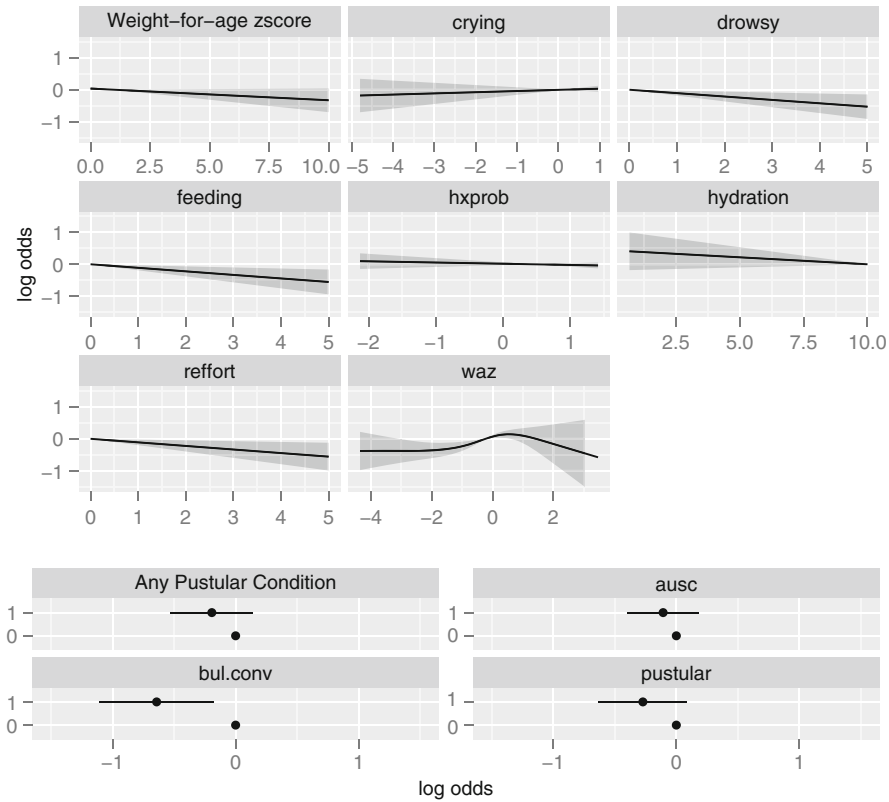 Weight−for−age zscore crying drowsy
1
0
−1
0.0 2.5 5.0 7.5 10.0 −5 −4 −3 −2 −1 0 1 0 1 2 3 4 5
feeding hxprob hydration
log odds
1
0
−1
0 1 2 3 4 5 −2 −1 0 1 2.5 5.0 7.5 10.0
reffort waz
1
0
−1
0 1 2 3 4 5 −4 −2 0 2
Any Pustular Condition ausc
1 1
0 0
bul.conv pustular
1 1
0 0
−1 0 1 −1 0 1
log odds